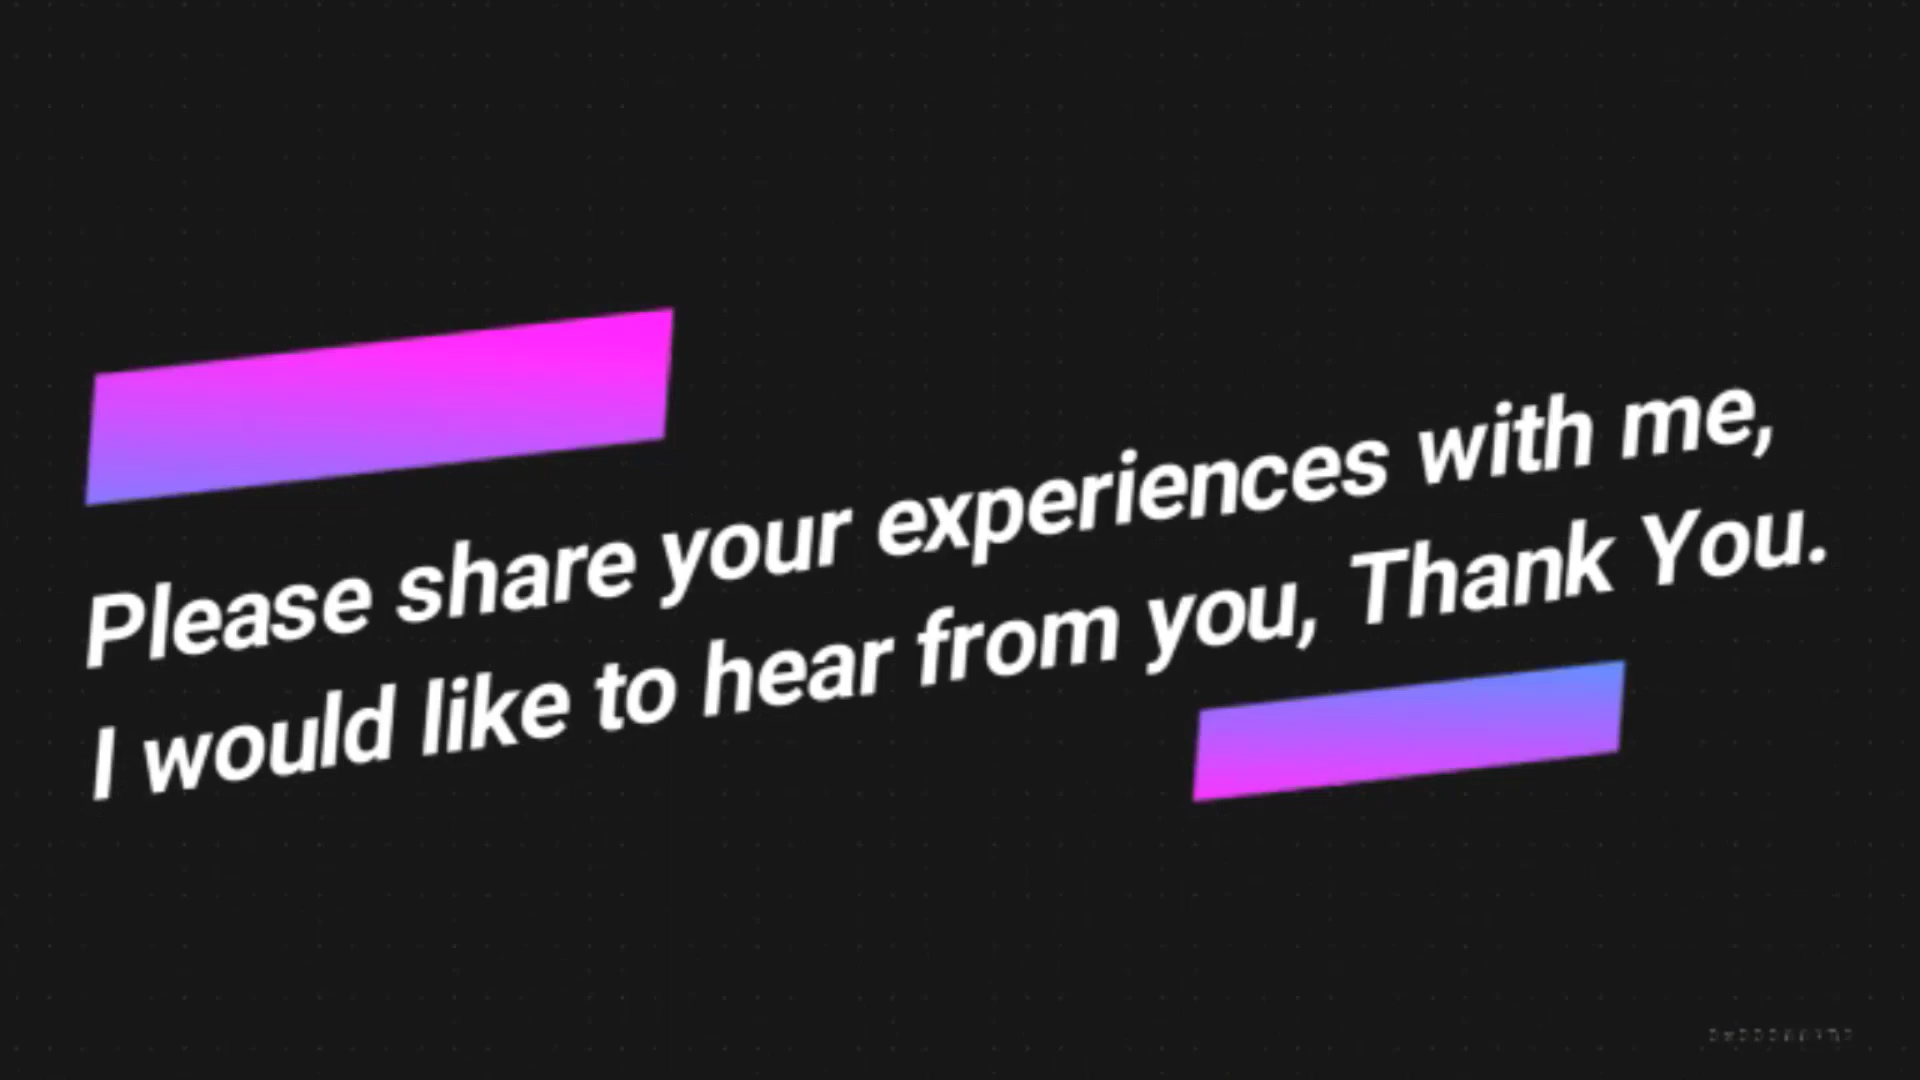 Please share your experiences with me,
I would like to hear from you, Thank You.